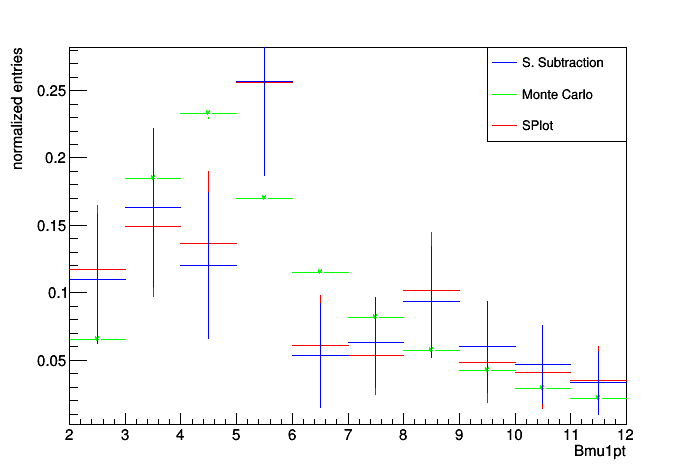 normalized entries
0.25
0.2
0.15
0.1
0.05
S. Subtraction
Monte Carlo
SPlot
2 3 4 5 6 7 8 9 10 11 12
Bmu1pt